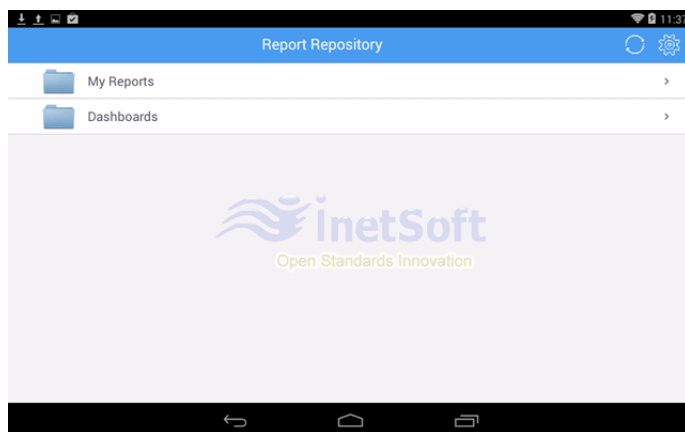 11:37
Report Repository
My Reports
Dashboards
InetSoft
Open Standards Innovation